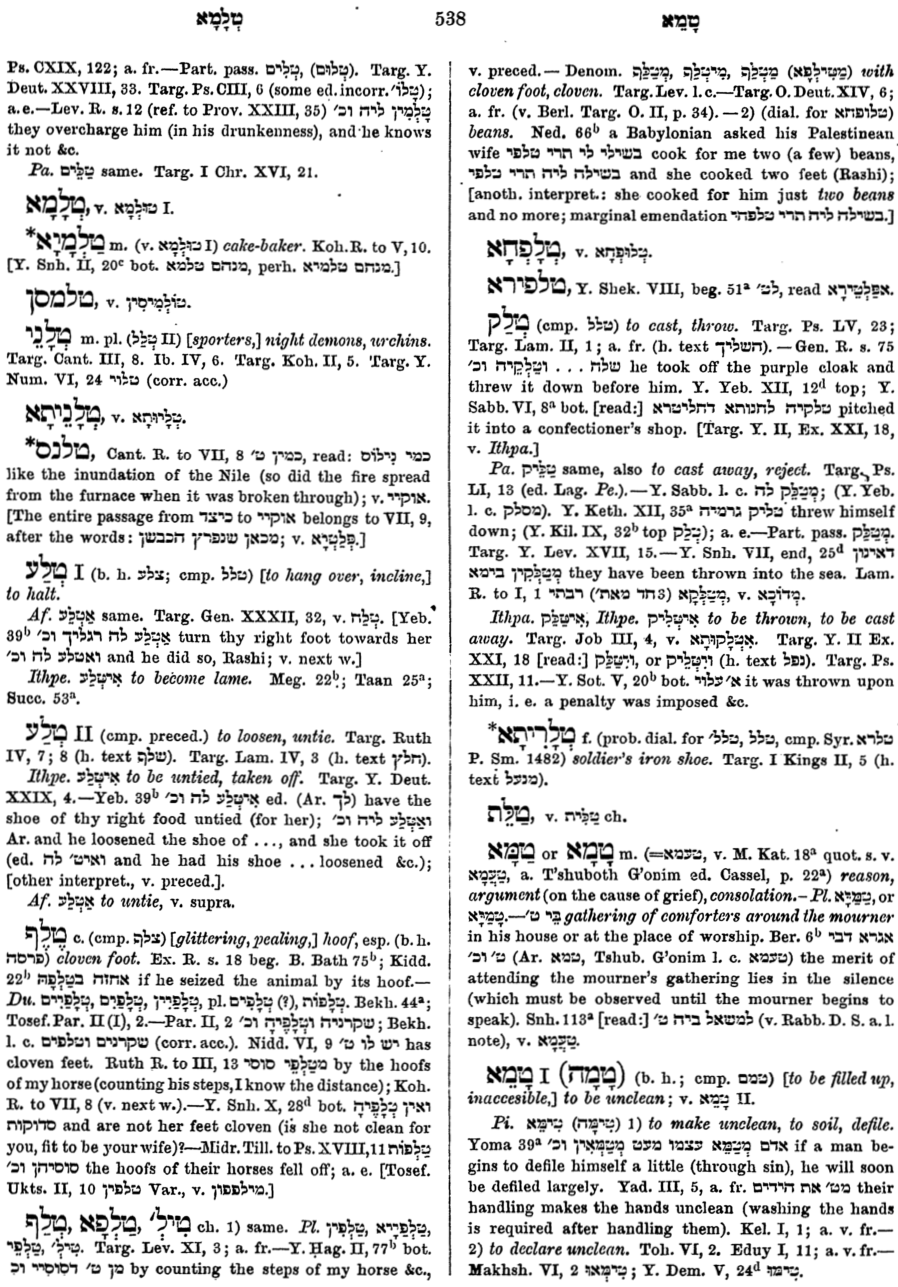 טְלָמָא
538
טָמֵא
Ps. CXIX, 122; a. fr.—Part. pass. טְלִים, (טְלוּם). Targ. Y.
Deut. XXVIII, 33. Targ. Ps. CIII, 6 (some ed. incorr. טְלוֹ׳);
a. e.—Lev. R. s. 12 (ref. to Prov. XXIII, 35) טָלְמִין ליה וכ׳
they overcharge him (in his drunkenness), and he knows
it not &c.
Pa. טַלֵּים same. Targ. I Chr. XVI, 21.
טְלָמָא, v. טוּלְמָא I.
*טַלְמַיָּא m. (v. טוּלְמָא I) cake-baker. Koh. R. to V, 10.
[Y. Snh. II, 20c bot. מנחם טלמא, perh. מנחם טלמיא.]
טלמסן, v. טוֹלְמִיסִין.
טְלָנֵי m. pl. (טְלַל II) [sporters,] night demons, urchins.
Targ. Cant. III, 8. Ib. IV, 6. Targ. Koh. II, 5. Targ. Y.
Num. VI, 24 טלוי (corr. acc.)
טְלָנֵיתָא, v. טְלָיוּתָא.
*טלנס, Cant. R. to VII, 8 כמין ט׳, read: כמי נִילוֹס
like the inundation of the Nile (so did the fire spread
from the furnace when it was broken through); v. אוקיי.
[The entire passage from כיצד to אוקיי belongs to VII, 9,
after the words: מכאן שנפרץ הכבשן; v. פְּלַטְיָא.]
טְלַע I (b. h. צלע; cmp. טלל) [to hang over, incline,]
to halt.
Af. אַטְלַע same. Targ. Gen. XXXII, 32, v. טְלַח. [Yeb.
39b אַטְלַע לה רגליך וכ׳ turn thy right foot towards her
ואטלע לה וכ׳ and he did so, Rashi; v. next w.]
Ithpe. אִיטְלַע to become lame. Meg. 22b; Taan 25a;
Succ. 53a.
טְלַע II (cmp. preced.) to loosen, untie. Targ. Ruth
IV, 7; 8 (h. text שלף). Targ. Lam. IV, 3 (h. text חלץ).
Ithpe. אִיטְלַע to be untied, taken off. Targ. Y. Deut.
XXIX, 4.—Yeb. 39b אִיטְלַע לה וכ׳ ed. (Ar. לך) have the
shoe of thy right food untied (for her); ואַטְלַע ליה וכ׳
Ar. and he loosened the shoe of ..., and she took it off
(ed. ואיט׳ לה and he had his shoe ... loosened &c.);
[other interpret., v. preced.].
Af. אַטְלַע to untie, v. supra.
טֶלֶף c. (cmp. צלף) [glittering, pealing,] hoof, esp. (b. h.
פרסה) cloven foot. Ex. R. s. 18 beg. B. Bath 75b; Kidd.
22b אחזה בטלפה if he seized the animal by its hoof.—
Du. טְלָפַיִים, טְלָפַיִם, טְלָפַיִין, pl. טְלָפִים (?), טְלָפוֹת. Bekh. 44a;
Tosef. Par. II (I), 2.—Par. II, 2 שקרניה וטלפיה וכ׳; Bekh.
l. c. שקרנים וטלפים (corr. acc.). Nidd. VI, 9 יש לו ט׳ has
cloven feet. Ruth R. to III, 13 מטַלְפֵי סוסי by the hoofs
of my horse (counting his steps, I know the distance); Koh.
R. to VII, 8 (v. next w.).—Y. Snh. X, 28d bot. ואין טְלָפֶיהָ
סדוקות and are not her feet cloven (is she not clean for
you, fit to be your wife)?—Midr. Till. to Ps. XVIII, 11 טַלְפוֹת
סוסיהן וכ׳ the hoofs of their horses fell off; a. e. [Tosef.
Ukts. II, 10 טלפין Var., v. מילפפון.]
טְלַף, טַלְפָא, טִיל׳ ch. 1) same. Pl. טַלְפִין, טַלְפַיָּא,
טַלְפֵי, טִיל׳. Targ. Lev. XI, 3; a. fr.—Y. Hag. II, 77b bot.
מן ט׳ דסוסיי וכ׳ by counting the steps of my horse &c.,
v. preced.—Denom. מְטַלַּף, מִיטְלַף, מַטְלַף (מַטִּילְפָא) with
cloven foot, cloven. Targ. Lev. l. c.—Targ. O. Deut. XIV, 6;
a. fr. (v. Berl. Targ. O. II, p. 34).—2) (dial. for טלופחא)
beans. Ned. 66b a Babylonian asked his Palestinean
wife בשילי לי תרי טלפי cook for me two (a few) beans,
בשילה ליה תרי טלפי and she cooked two feet (Rashi);
[anoth. interpret.: she cooked for him just two beans
and no more; marginal emendation בשילה ליה תרי טלפחי.]
טְלָפְחָא, v. טְלוֹפְחָא.
טלפירא, Y. Shek. VIII, beg. 51a לט׳, read אִפַּלְטֵירָא.
טְלַק (cmp. טלל) to cast, throw. Targ. Ps. LV, 23;
Targ. Lam. II, 1; a. fr. (h. text השליך).—Gen. R. s. 75
שלח ... וטַלְקֵיה וכ׳ he took off the purple cloak and
threw it down before him. Y. Yeb. XII, 12d top; Y.
Sabb. VI, 8a bot. [read:] טלקיה לחנותא דחליטרא pitched
it into a confectioner's shop. [Targ. Y. II, Ex. XXI, 18,
v. Ithpa.]
Pa. טַלֵּיק same, also to cast away, reject. Targ. Ps.
LI, 13 (ed. Lag. Pe.).—Y. Sabb. l. c. מְטַלֵּק לה; (Y. Yeb.
l. c. מסלק). Y. Keth. XII, 35a טליק גרמיה threw himself
down; (Y. Kil. IX, 32b top טְלַק); a. e.—Part. pass. מְטַלַּק.
Targ. Y. Lev. XVII, 15.—Y. Snh. VII, end, 25d דאינון
מְטַלְּקִין בימא they have been thrown into the sea. Lam.
R. to I, 1 רבתי (3חד מאת׳) מְטַלְּקָא, v. מְדוֹכָא.
Ithpa. אִיטַּלַּק, Ithpe. אִיטְלֵיק to be thrown, to be cast
away. Targ. Job III, 4, v. אִטַּלְקוּתָא. Targ. Y. II Ex.
XXI, 18 [read:] וְיִטַּלַּק, or וְיִטְּלֵיק (h. text נפל). Targ. Ps.
XXII, 11.—Y. Sot. V, 20b bot. א׳ עלוי it was thrown upon
him, i. e. a penalty was imposed &c.
*טְלָרִיתָא f. (prob. dial. for טלל, טלל׳, cmp. Syr. טלרא
P. Sm. 1482) soldier's iron shoe. Targ. I Kings II, 5 (h.
text מנעל).
טַלֵּת, v. טַלִּית ch.
טַמָּא or טָמָא m. (=טעמא, v. M. Kat. 18a quot. s. v.
טַעֲמָא, a. T'shuboth G'onim ed. Cassel, p. 22a) reason,
argument (on the cause of grief), consolation.—Pl. טַמַּיָּא, or
טָמַיָּא.—בֵּי ט׳ gathering of comforters around the mourner
in his house or at the place of worship. Ber. 6b אגרא דבי
ט׳ וכ׳ (Ar. טמא, Tshub. G'onim l. c. טעמא) the merit of
attending the mourner's gathering lies in the silence
(which must be observed until the mourner begins to
speak). Snh. 113a [read:] למשאל ביה ט׳ (v. Rabb. D. S. a. l.
note), v. טַעֲמָא.
טָמֵא I (טָמֵה) (b. h.; cmp. טמם) [to be filled up,
inaccesible,] to be unclean; v. טְמֵא II.
Pi. טִימֵּא (טִימָּה) 1) to make unclean, to soil, defile.
Yoma 39a אדם מְטַמֵּא עצמו מעט מְטַמְּאִין וכ׳ if a man be-
gins to defile himself a little (through sin), he will soon
be defiled largely. Yad. III, 5, a. fr. מט׳ את הידים their
handling makes the hands unclean (washing the hands
is required after handling them). Kel. I, 1; a. v. fr.—
2) to declare unclean. Toh. VI, 2. Eduy I, 11; a. v. fr.—
Makhsh. VI, 2 טִימְּאוּ; Y. Dem. V, 24d טִימּוּ.